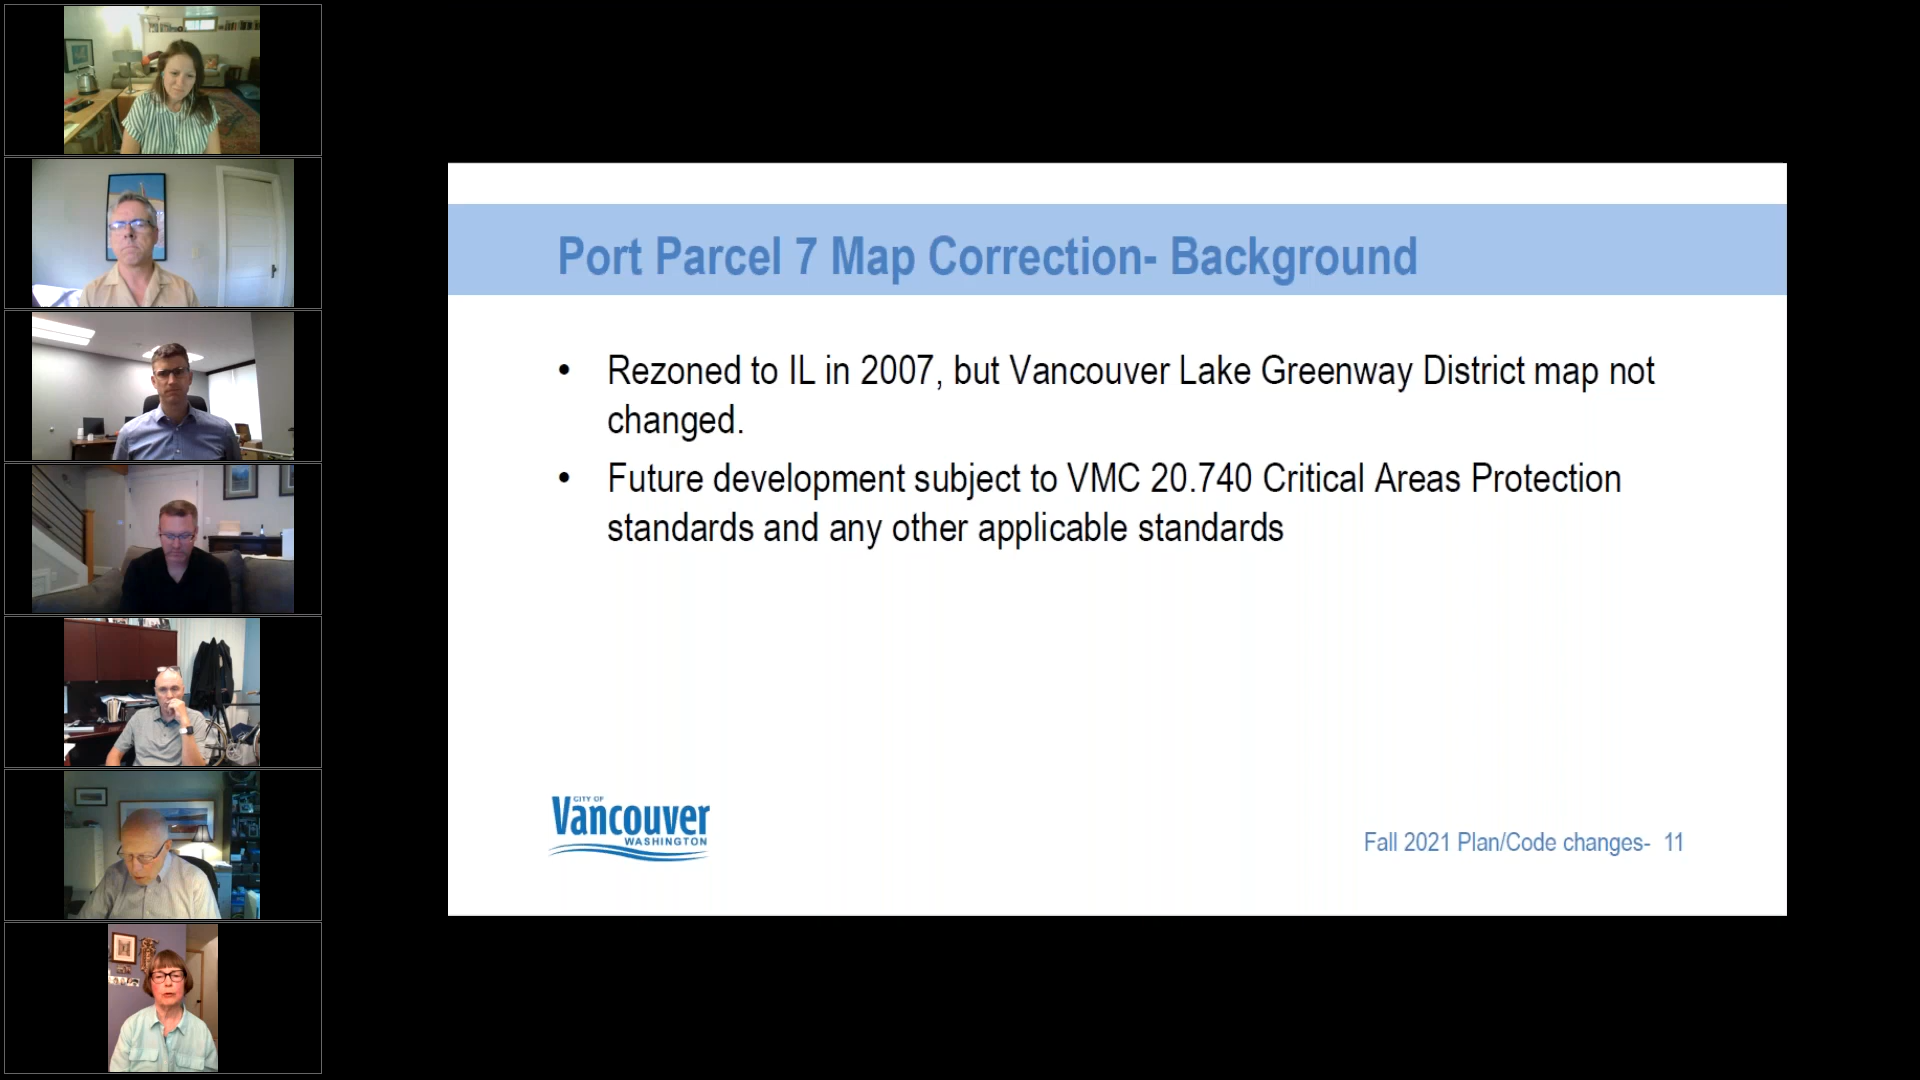 Port Parcel 7 Map Correction- Background
• Rezoned to IL in 2007, but Vancouver Lake Greenway District map not
changed.
• Future development subject to VMC 20.740 Critical Areas Protection
standards and any other applicable standards
CITY OF
Vancouver
WASHINGTON
Fall 2021 Plan/Code changes- 11